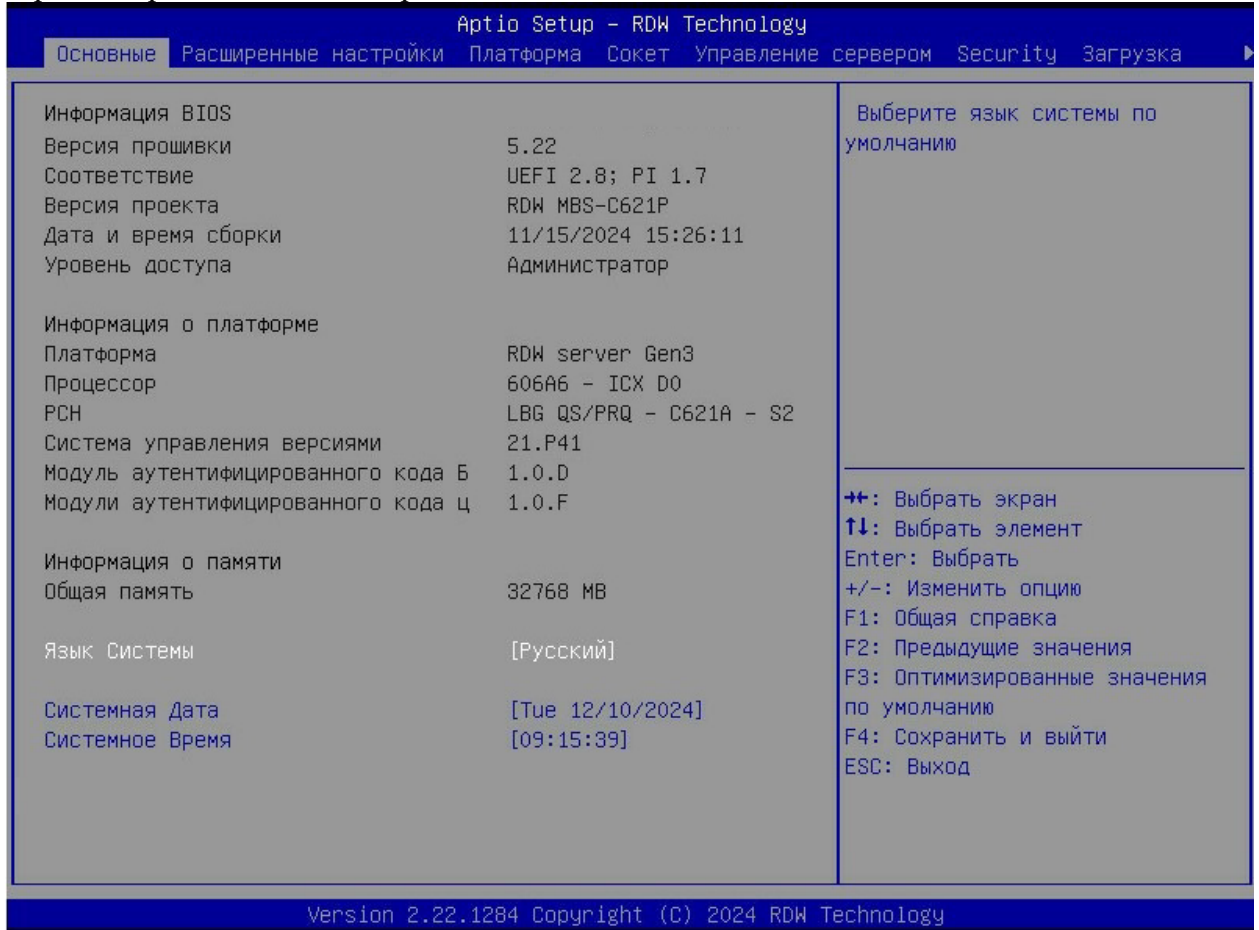 Aptio Setup – RDW Technology
Основные Расширенные настройки Платформа Сокет Управление сервером Security Загрузка
Информация BIOS
Версия прошивки 5.22
Соответствие UEFI 2.8; PI 1.7
Версия проекта RDW MBS-C621P
Дата и время сборки 11/15/2024 15:26:11
Уровень доступа Администратор
Информация о платформе
Платформа RDW server Gen3
Процессор 606A6 – ICX D0
PCH LBG QS/PRQ – C621A – S2
Система управления версиями 21.P41
Модуль аутентифицированного кода Б 1.0.D
Модули аутентифицированного кода ц 1.0.F
Информация о памяти
Общая память 32768 MB
Язык Системы [Русский]
Системная Дата [Tue 12/10/2024]
Системное Время [09:15:39]
Выберите язык системы по
умолчанию
→←: Выбрать экран
↑↓: Выбрать элемент
Enter: Выбрать
+/-: Изменить опцию
F1: Общая справка
F2: Предыдущие значения
F3: Оптимизированные значения
по умолчанию
F4: Сохранить и выйти
ESC: Выход
Version 2.22.1284 Copyright (C) 2024 RDW Technology